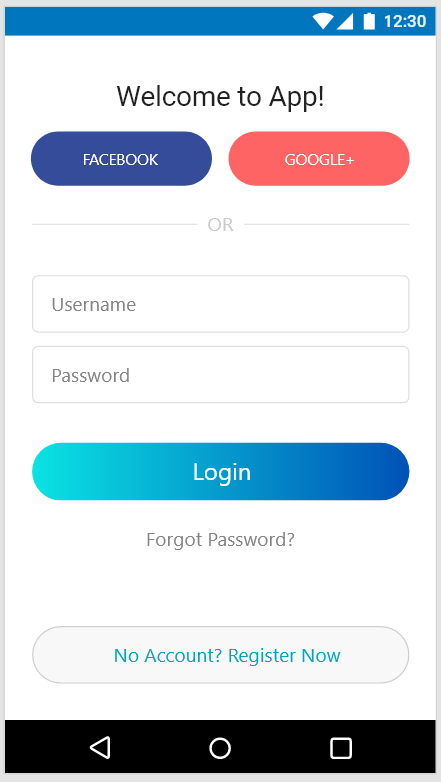 12:30
Welcome to App!
FACEBOOK
GOOGLE+
OR
Username
Password
Login
Forgot Password?
No Account? Register Now